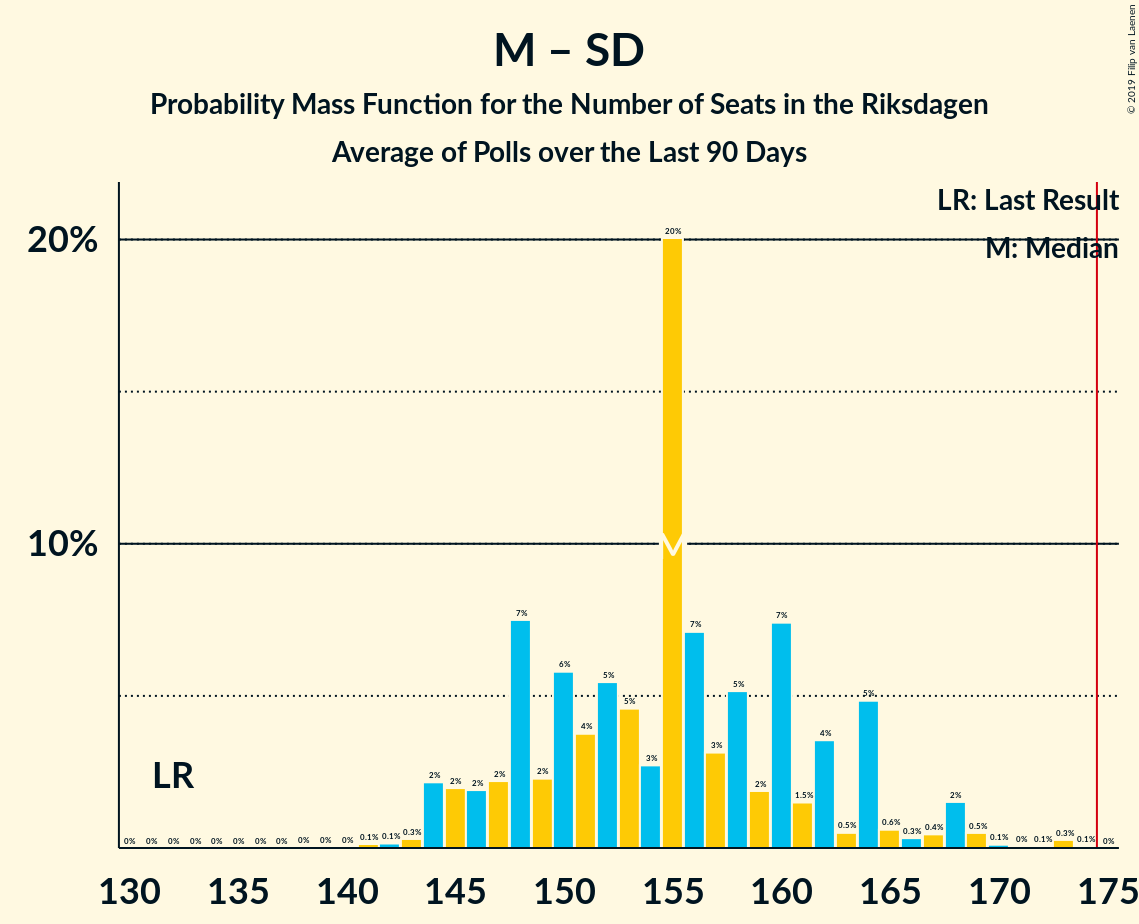 M – SD
Probability Mass Function for the Number of Seats in the Riksdagen
Average of Polls over the Last 90 Days
© 2019 Filip van Laenen
LR: Last Result
M: Median
20%
10%
LR
M
0% 0% 0% 0% 0% 0% 0% 0% 0% 0% 0% 0.1% 0.1% 0.3% 2% 2% 2% 2% 7% 2% 6% 4% 5% 5% 3% 20% 7% 3% 5% 2% 7% 1.5% 4% 0.5% 5% 0.6% 0.3% 0.4% 2% 0.5% 0.1% 0% 0.1% 0.3% 0.1% 0%
130 135 140 145 150 155 160 165 170 175